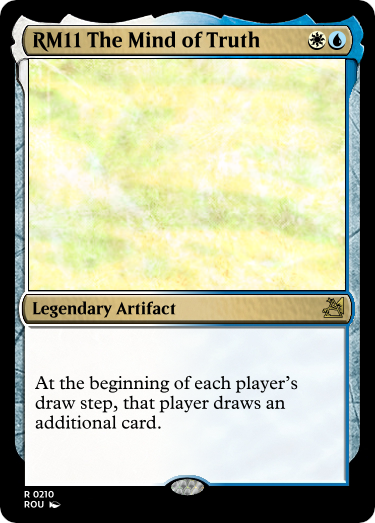 RM11 The Mind of Truth
Legendary Artifact
At the beginning of each player's
draw step, that player draws an
additional card.
R 0210
ROU